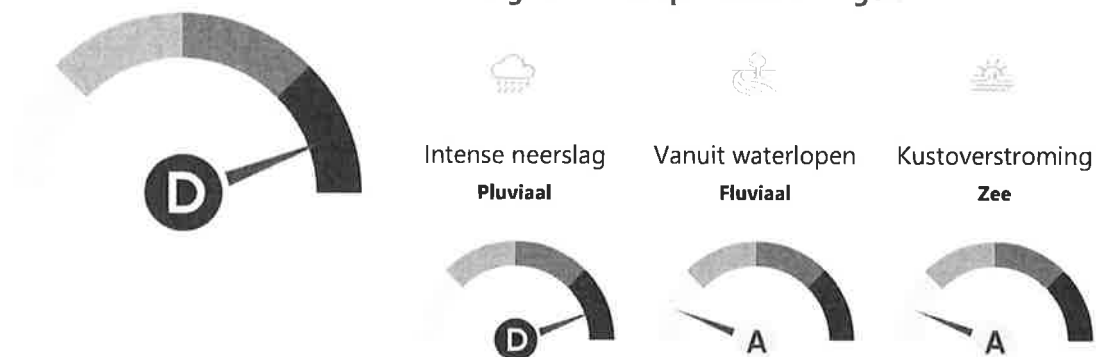 D
Intense neerslag Vanuit waterlopen Kustoverstroming
Pluviaal Fluviaal Zee
D A A